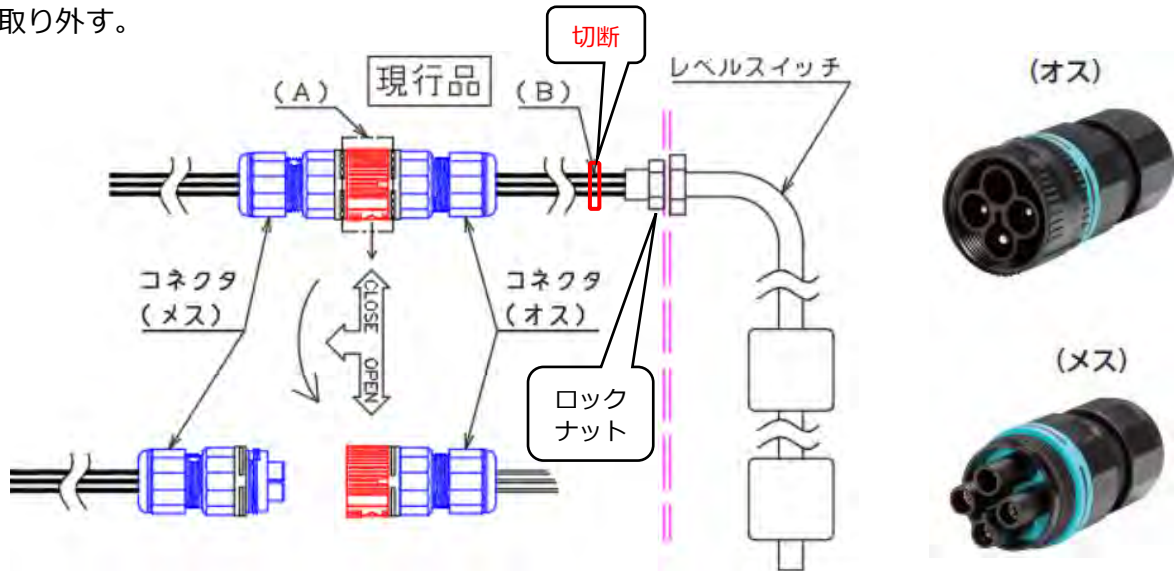 取り外す。
切断
(A)
現行品
(B)
レベルスイッチ
(オス)
コネクタ
(メス)
CLOSE
OPEN
コネクタ
(オス)
ロック
ナット
(メス)